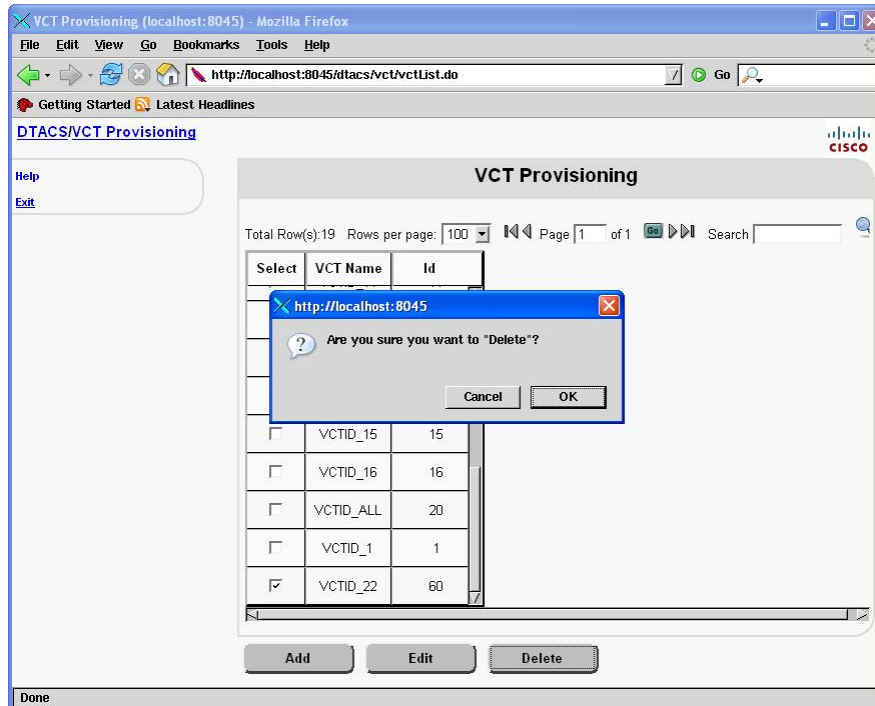 VCT Provisioning (localhost:8045) - Mozilla Firefox
File Edit View Go Bookmarks Tools Help
http://localhost:8045/dtacs/vct/vctList.do Go
Getting Started Latest Headlines
DTACS/VCT Provisioning
CISCO
Help
Exit
VCT Provisioning
Total Row(s):19 Rows per page: 100 Page 1 of 1 Go Search
Select VCT Name Id
http://localhost:8045
Are you sure you want to "Delete"?
Cancel OK
VCTID_15 15
VCTID_16 16
VCTID_ALL 20
VCTID_1 1
VCTID_22 60
Add Edit Delete
Done